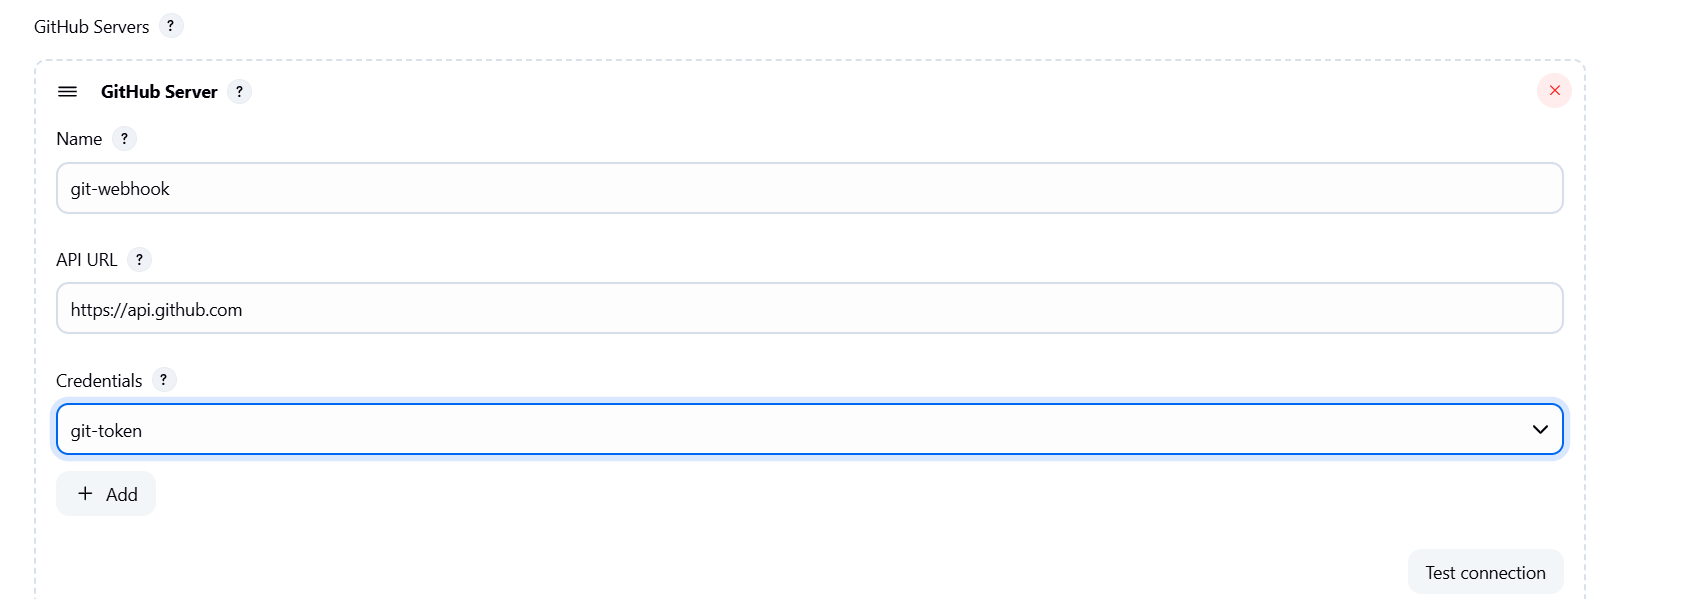 GitHub Servers ?
GitHub Server ?
Name ?
git-webhook
API URL ?
https://api.github.com
Credentials ?
git-token
+ Add
Test connection